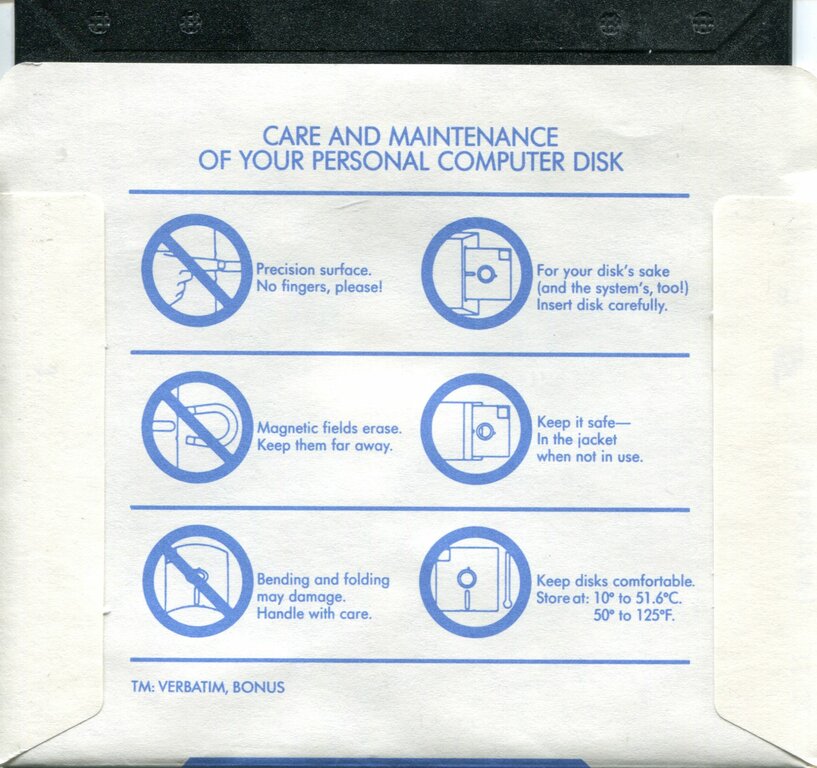 CARE AND MAINTENANCE
OF YOUR PERSONAL COMPUTER DISK
Precision surface.
No fingers, please!
For your disk's sake
(and the system's, too!)
Insert disk carefully.
Magnetic fields erase.
Keep them far away.
Keep it safe—
In the jacket
when not in use.
Bending and folding
may damage.
Handle with care.
Keep disks comfortable.
Store at: 10° to 51.6°C.
50° to 125°F.
TM: VERBATIM, BONUS